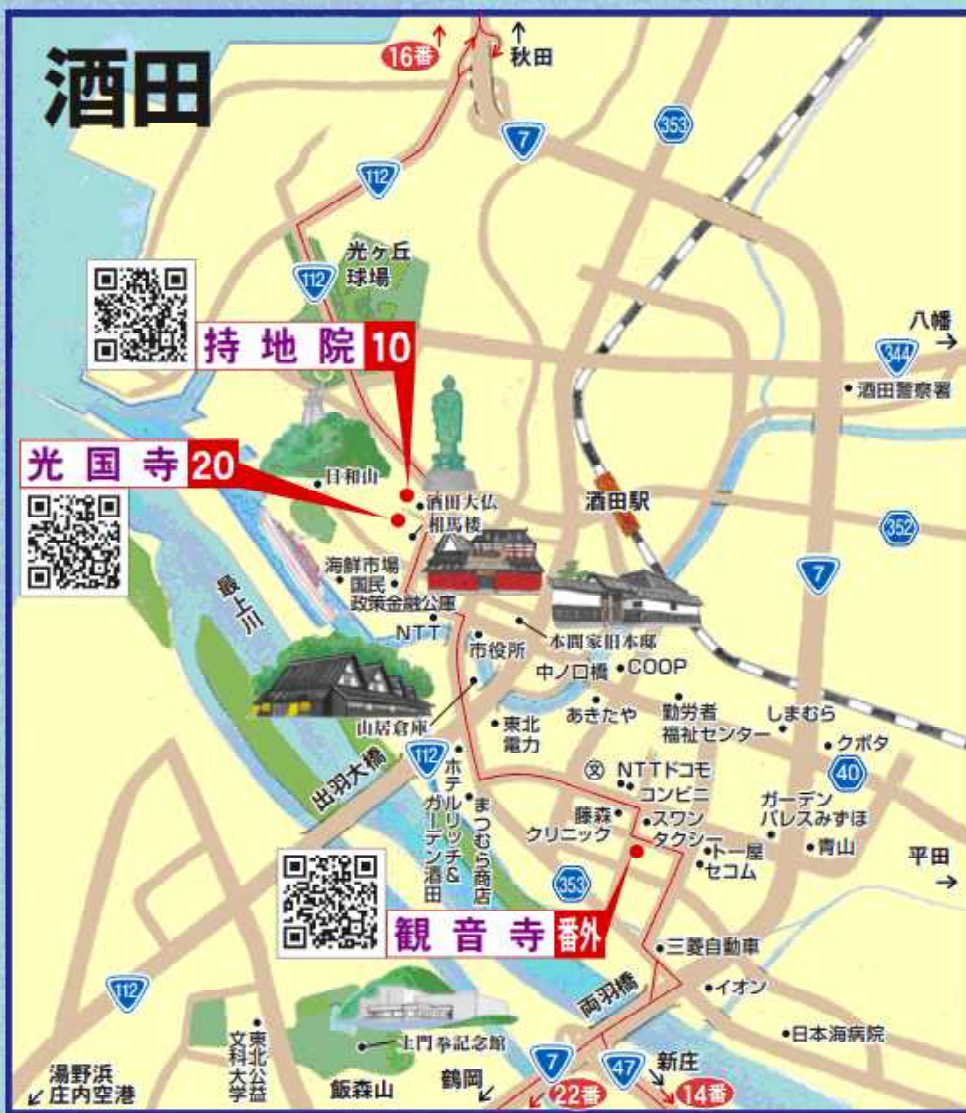 酒田
16番
秋田
7
353
112
112
光ヶ丘
球場
持地院 10
八幡
344
酒田警察署
光国寺 20
日和山
酒田大仏
相馬楼
酒田駅
352
7
海鮮市場
国民
政策金融公庫
最上川
NTT
市役所
本間家旧本邸
中ノ口橋
COOP
山居倉庫
東北
電力
あきたや
勤労者
福祉センター
しまむら
クボタ
40
112
出羽大橋
ホテルリッチ&
ガーデン酒田
まつむら商店
文
NTTドコモ
コンビニ
藤森
クリニック
スワン
タクシー
トー屋
セコム
ガーデン
パレスみずほ
青山
平田
353
観音寺 番外
三菱自動車
両羽橋
イオン
日本海病院
112
東北公益
文科大学
土門拳記念館
飯森山
湯野浜
庄内空港
鶴岡
7
22番
47
新庄
14番